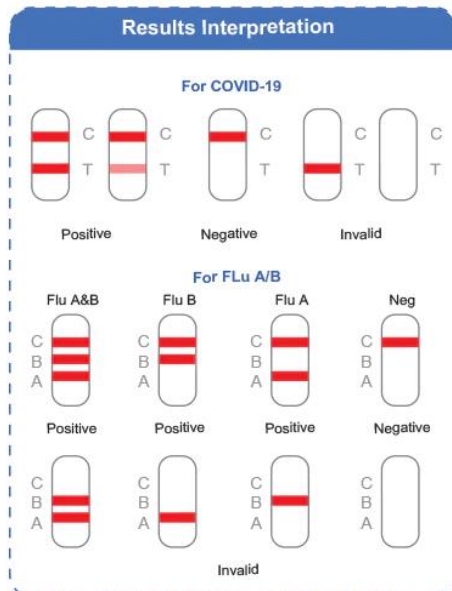 Results Interpretation
For COVID-19
C C C C C
T T T T T
Positive Negative Invalid
For FLu A/B
Flu A&B Flu B Flu A Neg
C C C C
B B B B
A A A A
Positive Positive Positive Negative
C C C C
B B B B
A A A A
Invalid